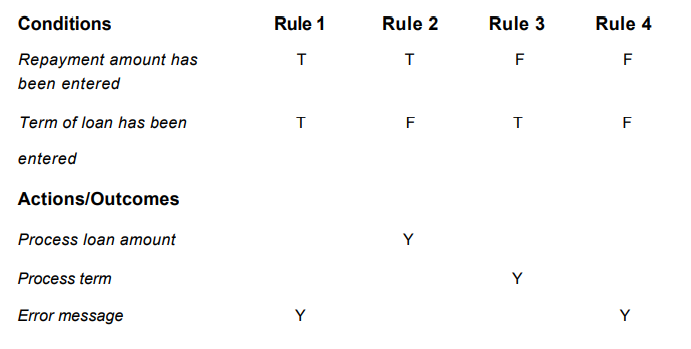 Conditions Rule 1 Rule 2 Rule 3 Rule 4
Repayment amount has T T F F
been entered
Term of loan has been T F T F
entered
Actions/Outcomes
Process loan amount Y
Process term Y
Error message Y Y